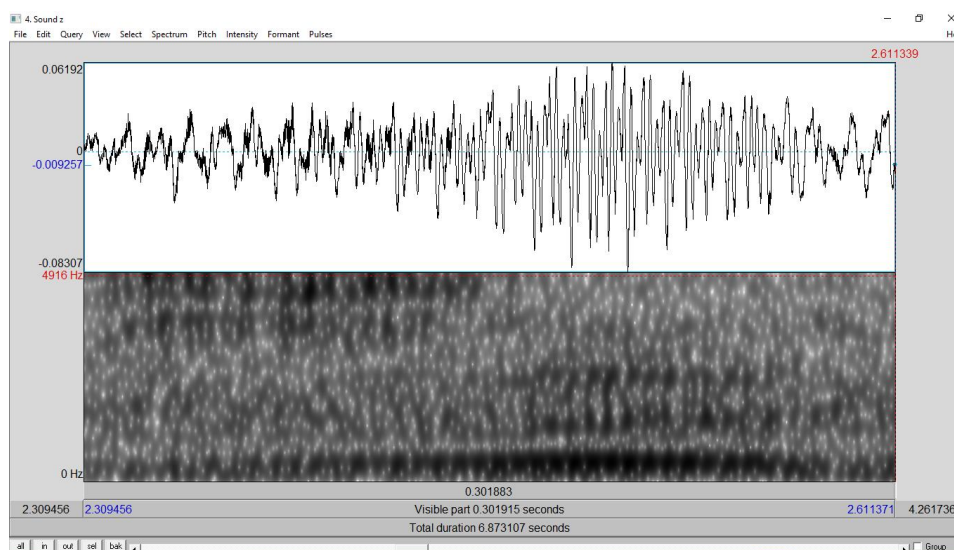 4. Sound z
File Edit Query View Select Spectrum Pitch Intensity Formant Pulses He
2.611339
0.06192
0
-0.009257
-0.08307
4916 Hz
0 Hz
0.301883
2.309456 2.309456 Visible part 0.301915 seconds 2.611371 4.261736
Total duration 6.873107 seconds
all in out sel bak Group